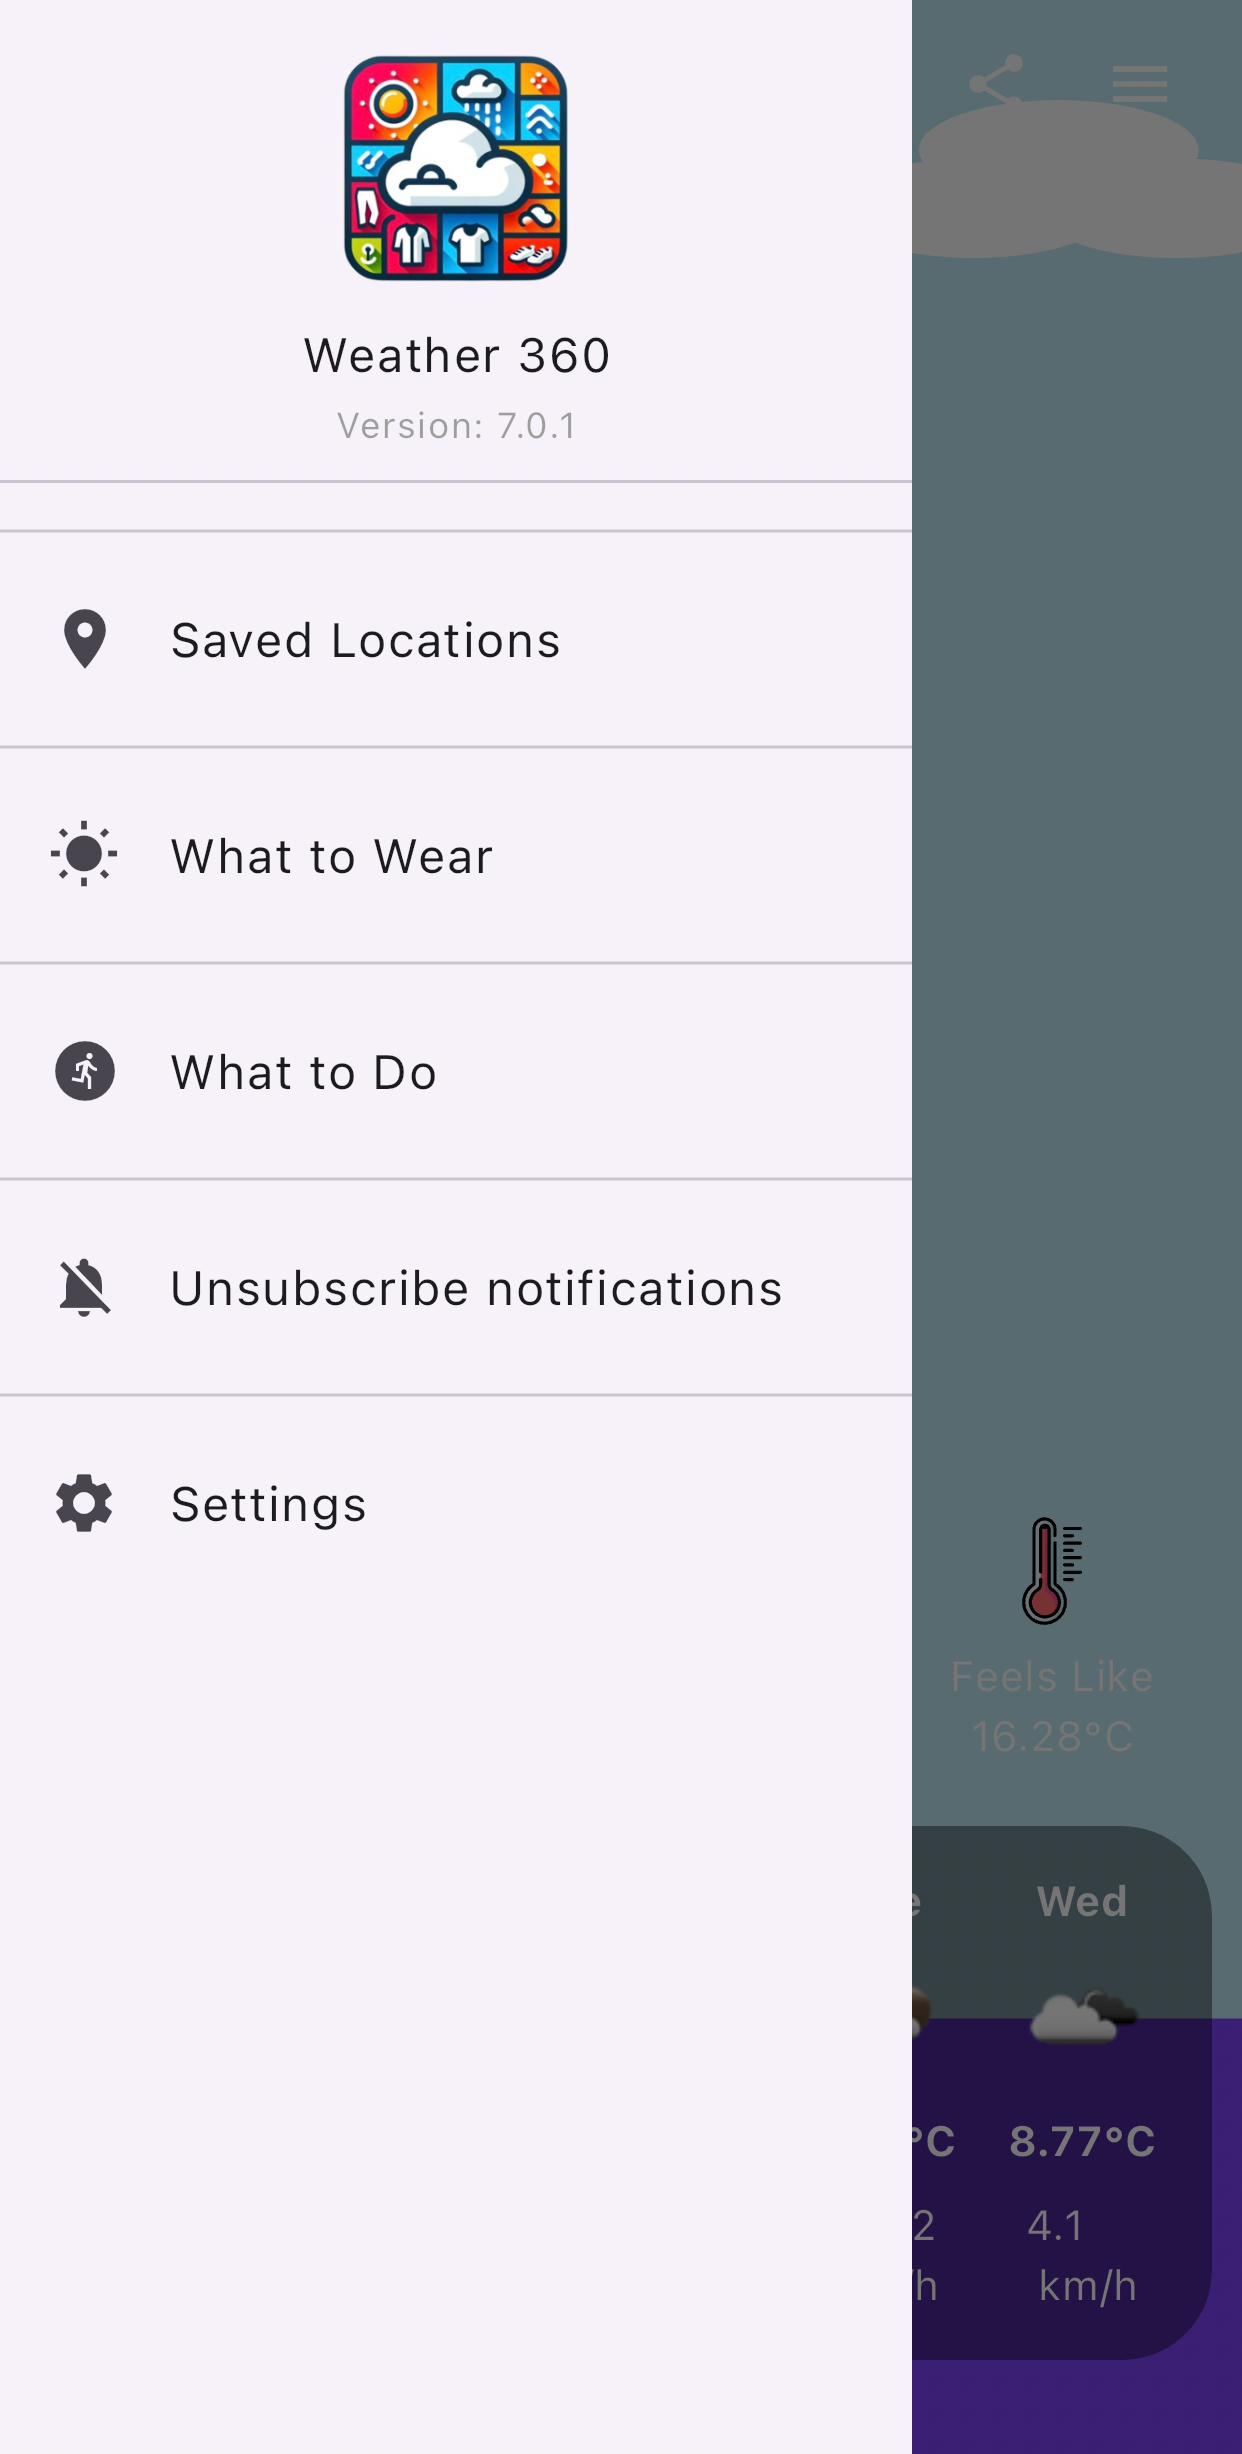 Weather 360
Version: 7.0.1
Saved Locations
What to Wear
What to Do
Unsubscribe notifications
Settings
Feels Like
16.28°C
e Wed
°C 8.77°C
2 4.1
/h km/h